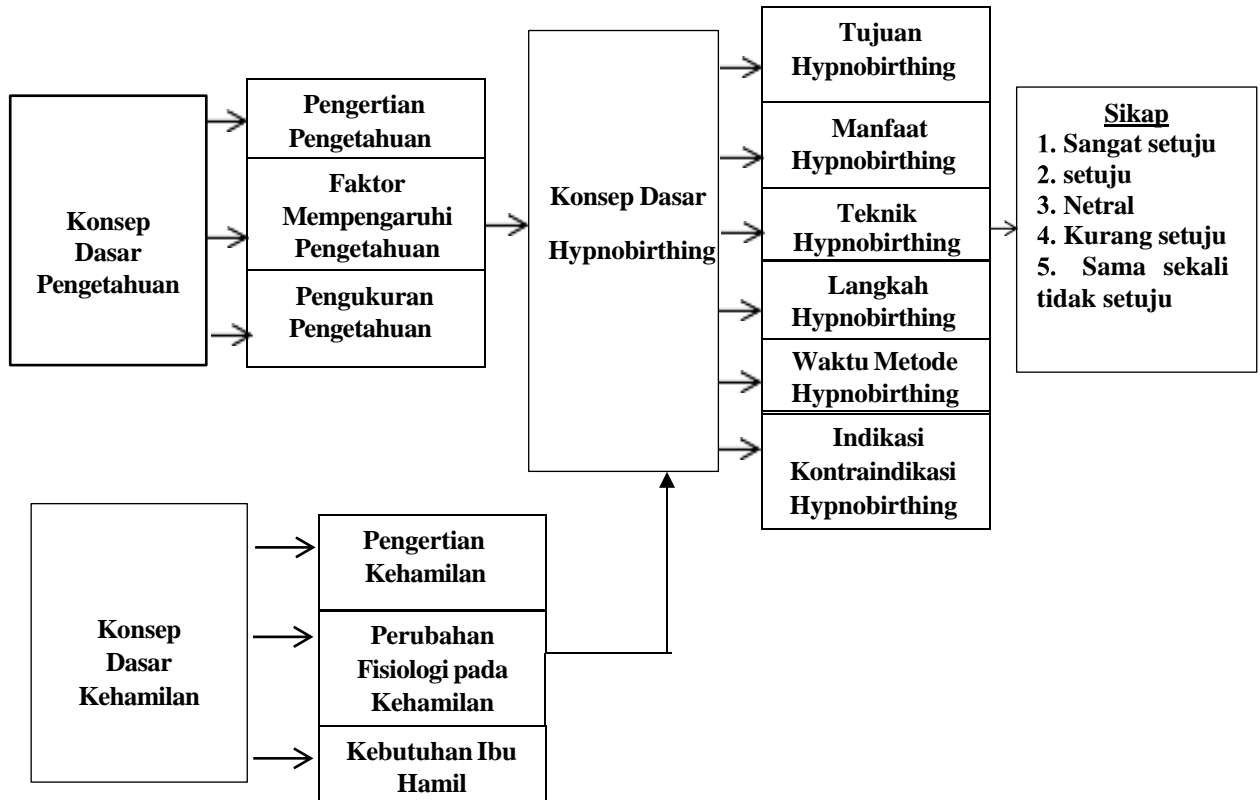 Konsep
Dasar
Pengetahuan
Pengertian
Pengetahuan
Faktor
Mempengaruhi
Pengetahuan
Pengukuran
Pengetahuan
Konsep Dasar
Hypnobirthing
Tujuan
Hypnobirthing
Manfaat
Hypnobirthing
Teknik
Hypnobirthing
Langkah
Hypnobirthing
Waktu Metode
Hypnobirthing
Indikasi
Kontraindikasi
Hypnobirthing
Sikap
1. Sangat setuju
2. setuju
3. Netral
4. Kurang setuju
5. Sama sekali
tidak setuju
Konsep
Dasar
Kehamilan
Pengertian
Kehamilan
Perubahan
Fisiologi pada
Kehamilan
Kebutuhan Ibu
Hamil